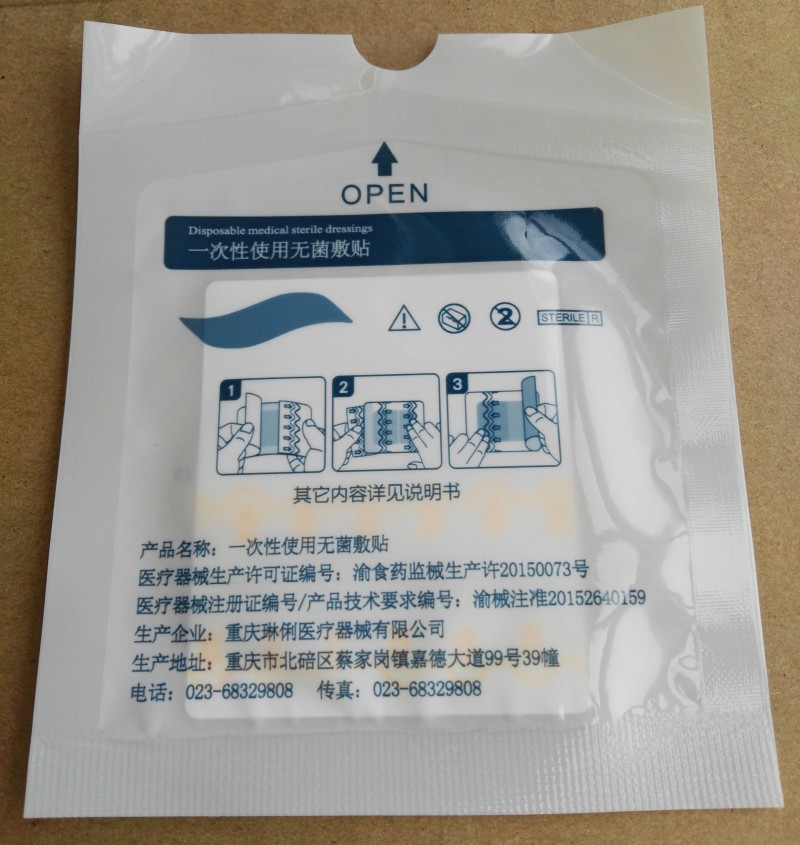 OPEN
Disposable medical sterile dressings
一次性使用无菌敷贴
2 STERILE R
1 2 3
其它内容详见说明书
产品名称：一次性使用无菌敷贴
医疗器械生产许可证编号：渝食药监械生产许20150073号
医疗器械注册证编号/产品技术要求编号：渝械注准20152640159
生产企业：重庆琳俐医疗器械有限公司
生产地址：重庆市北碚区蔡家岗镇嘉德大道99号39幢
电话：023-68329808 传真：023-68329808